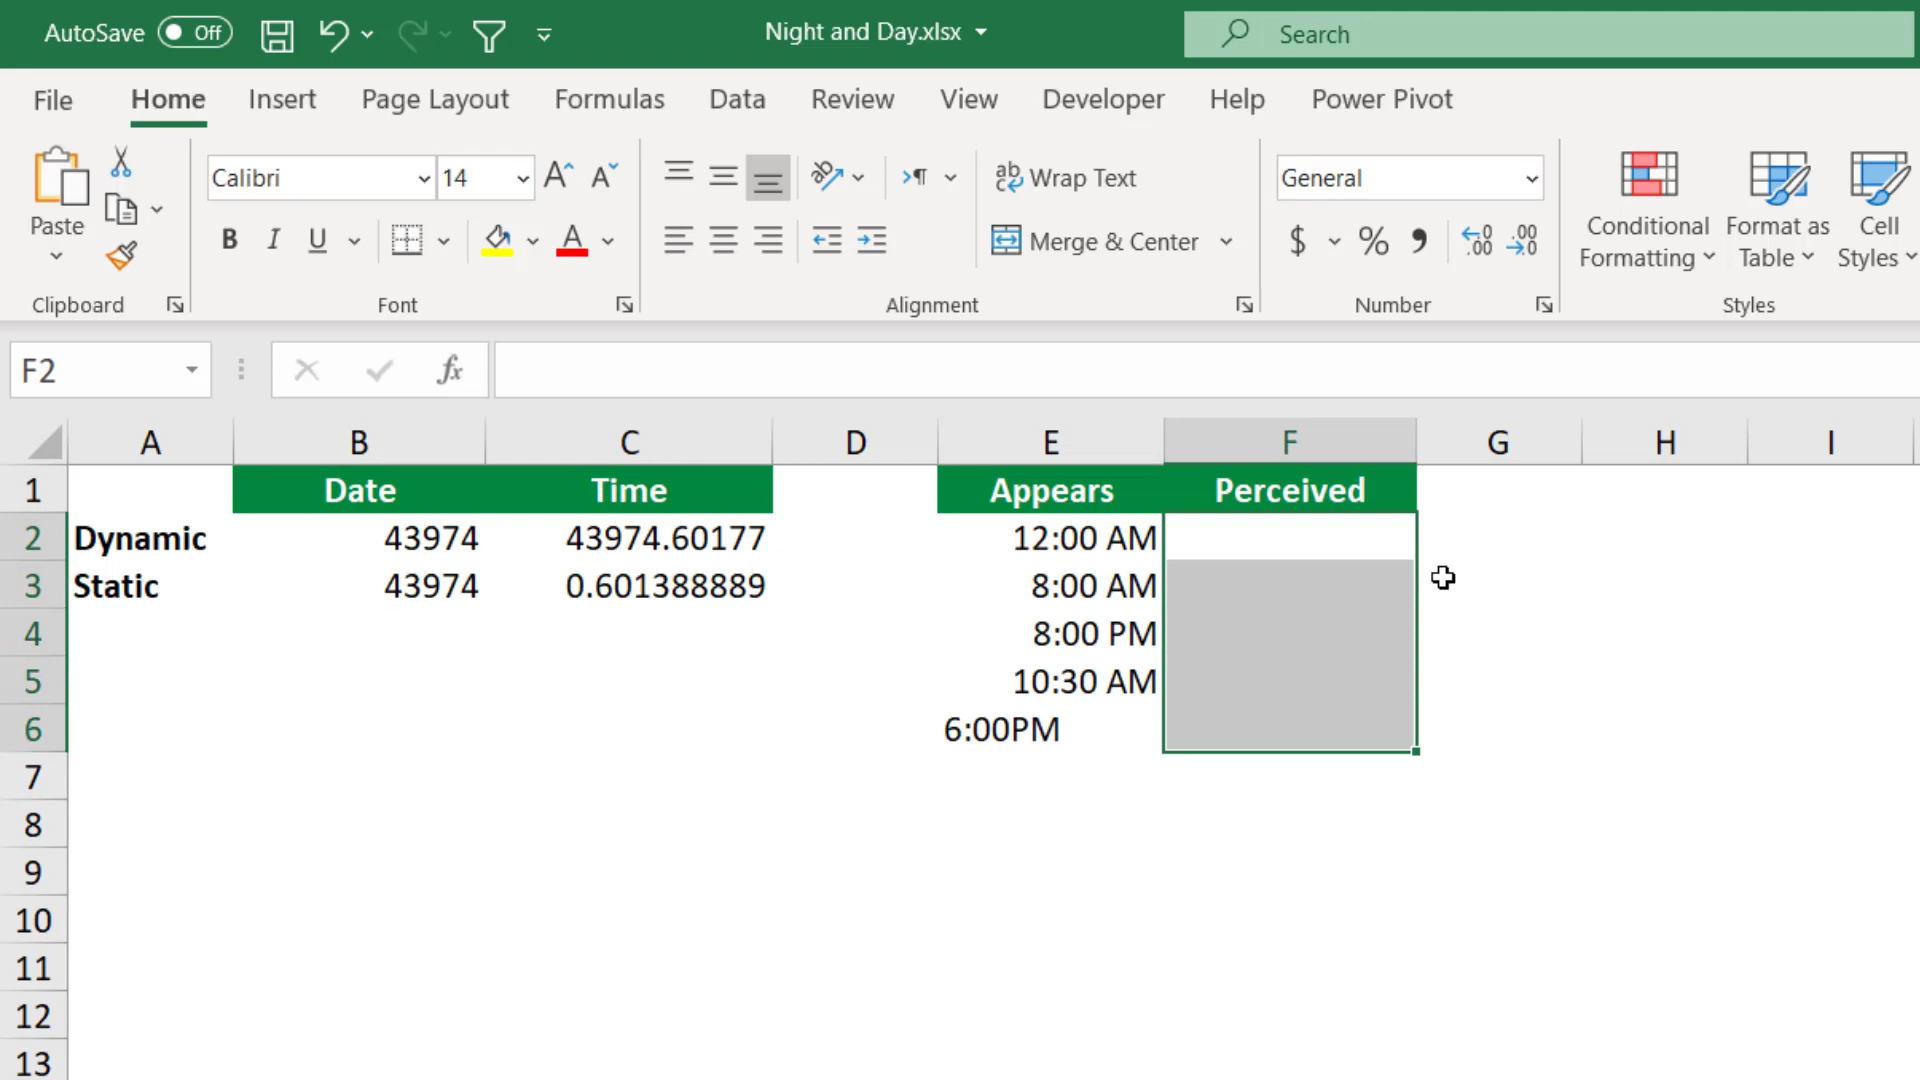 AutoSave Off Night and Day.xlsx Search
File Home Insert Page Layout Formulas Data Review View Developer Help Power Pivot
Calibri 14 Wrap Text General
Paste B I U Merge & Center $ % Conditional Formatting Format as Table Cell Styles
Clipboard Font Alignment Number Styles
F2 fx
A B C D E F G H I
1 Date Time Appears Perceived
2 Dynamic 43974 43974.60177 12:00 AM
3 Static 43974 0.601388889 8:00 AM
4 8:00 PM
5 10:30 AM
6 6:00PM
7
8
9
10
11
12
13